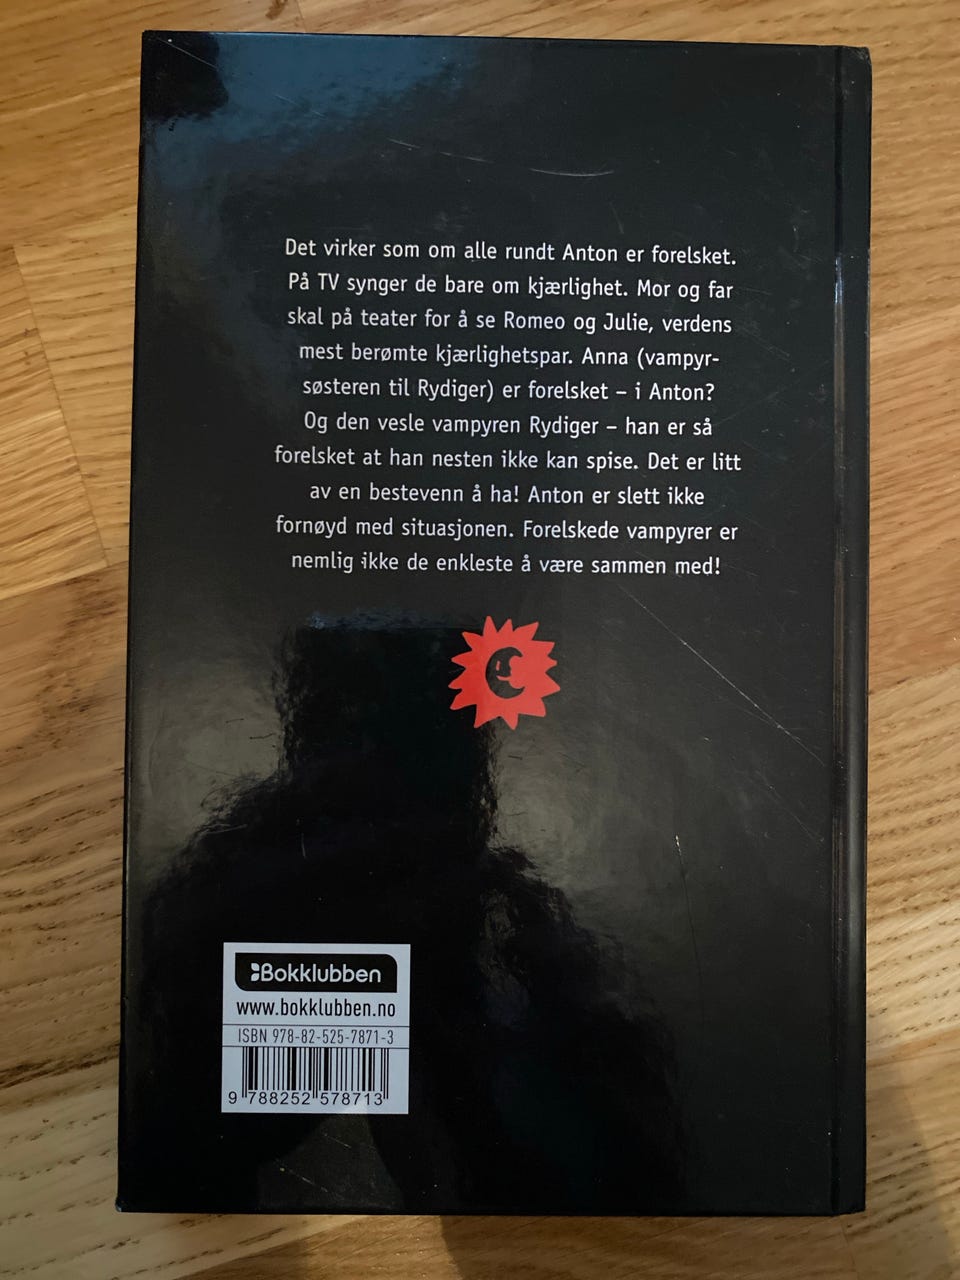 Det virker som om alle rundt Anton er forelsket.
På TV synger de bare om kjærlighet. Mor og far
skal på teater for å se Romeo og Julie, verdens
mest berømte kjærlighetspar. Anna (vampyr-
søsteren til Rydiger) er forelsket – i Anton?
Og den vesle vampyren Rydiger – han er så
forelsket at han nesten ikke kan spise. Det er litt
av en bestevenn å ha! Anton er slett ikke
fornøyd med situasjonen. Forelskede vampyrer er
nemlig ikke de enkleste å være sammen med!
Bokklubben
www.bokklubben.no
ISBN 978-82-525-7871-3
9 788252 578713